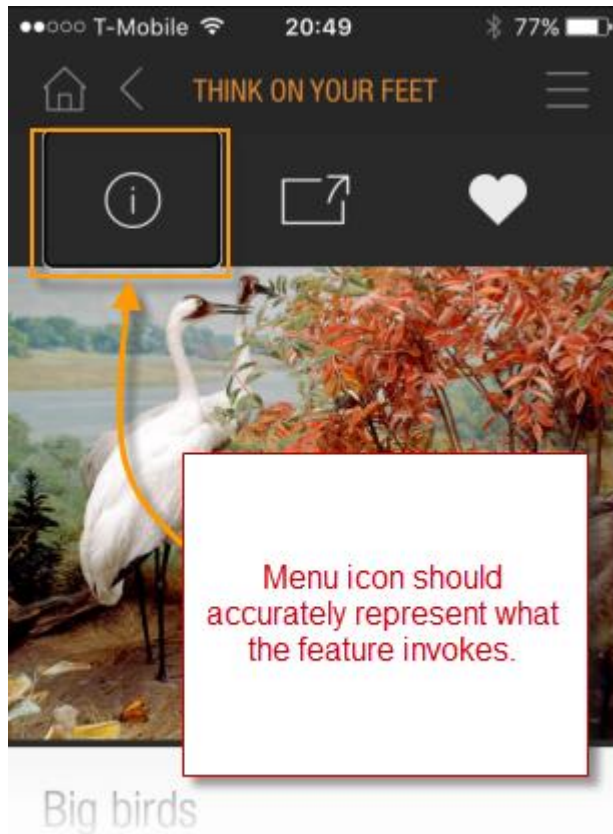 T-Mobile 20:49 77%
THINK ON YOUR FEET
i
Menu icon should
accurately represent what
the feature invokes.
Big birds